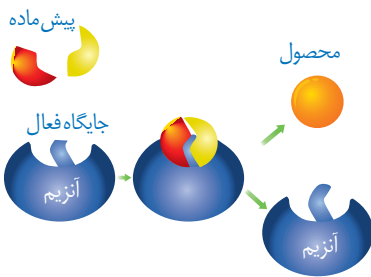 پیش‌ماده
محصول
جایگاه فعال
آنزیم
آنزیم